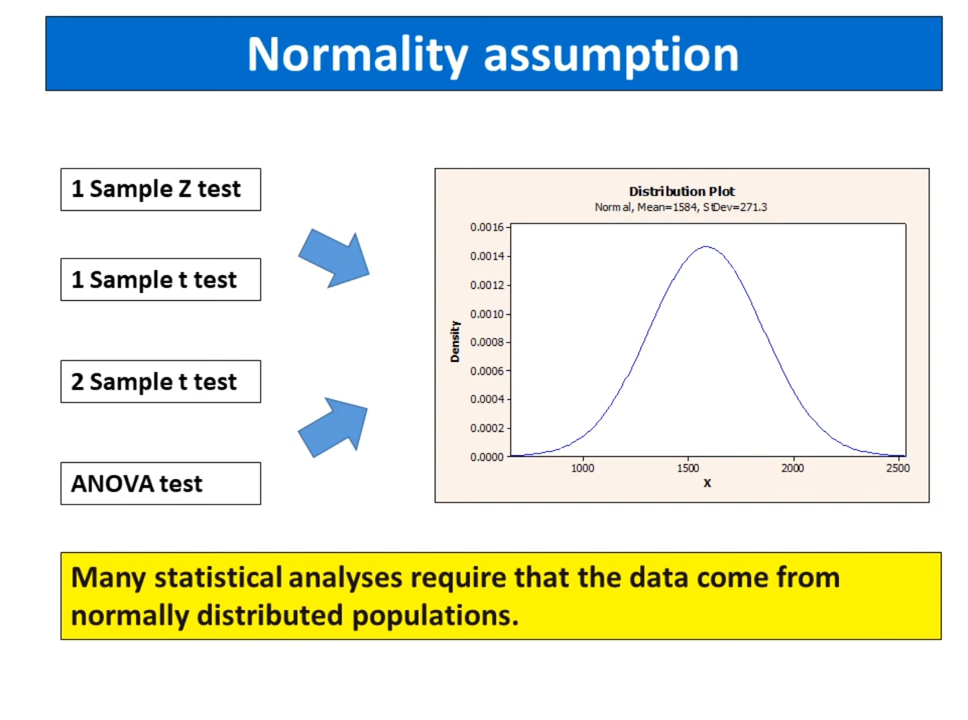 Normality assumption
1 Sample Z test
1 Sample t test
2 Sample t test
ANOVA test
Distribution Plot
Normal, Mean=1584, StDev=271.3
0.0016
0.0014
0.0012
0.0010
0.0008
0.0006
0.0004
0.0002
0.0000
Density
1000 1500 2000 2500
X
Many statistical analyses require that the data come from
normally distributed populations.